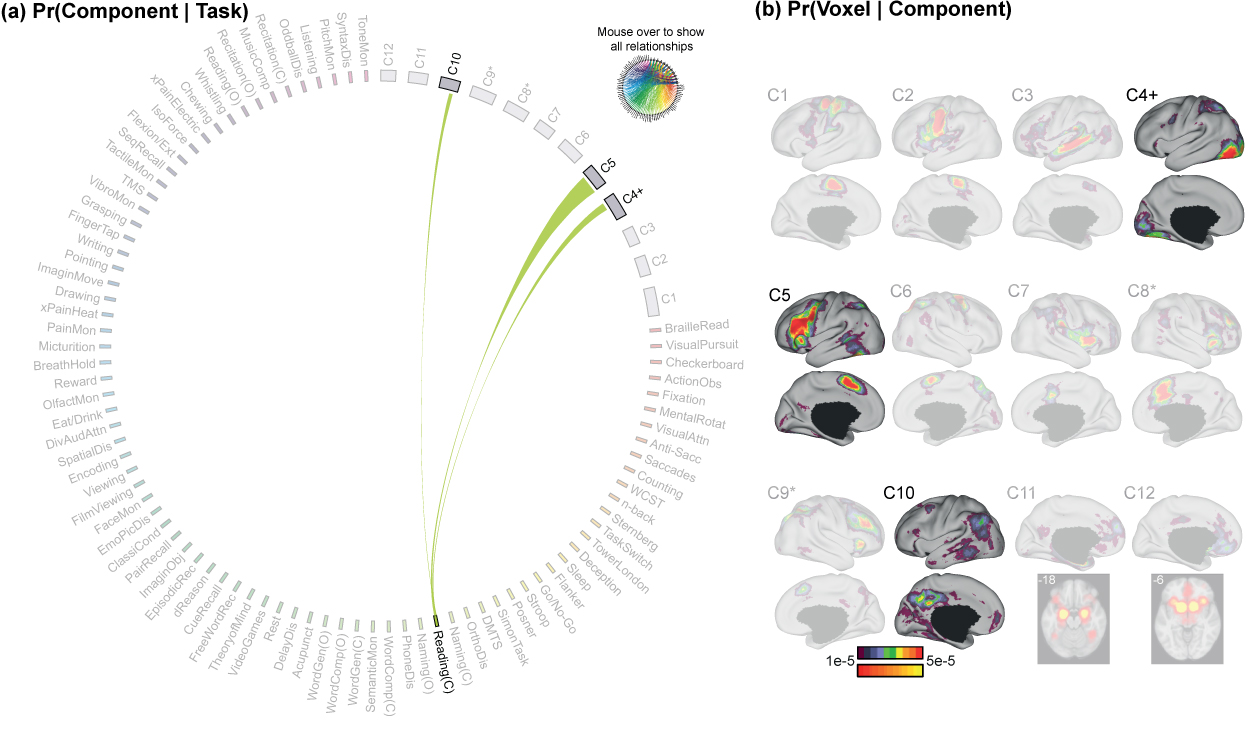 (a) Pr(Component | Task)
Mouse over to show
all relationships
C12
C11
C10
C9*
C8*
C7
C6
C5
C4+
C3
C2
C1
BrailleRead
VisualPursuit
Checkerboard
ActionObs
Fixation
MentalRotat
VisualAttn
Anti-Sacc
Saccades
Counting
WCST
n-back
Sternberg
TaskSwitch
TowerLondon
Deception
Sleep
Flanker
Go/No-Go
Stroop
Posner
SimonTask
DMTS
OrthoDis
Naming(C)
Reading(C)
Naming(O)
PhoneDis
WordComp(C)
SemanticMon
WordGen(C)
WordComp(O)
WordGen(O)
Acupunct
DelayDis
Rest
VideoGames
TheoryofMind
FreeWordRec
CueRecall
dReason
EpisodicRec
ImaginObj
PairRecall
ClassiCond
EmoPicDis
FaceMon
FilmViewing
Viewing
Encoding
SpatialDis
DivAudAttn
Eat/Drink
OlfactMon
Reward
BreathHold
Micturition
PainMon
xPainHeat
Drawing
ImaginMove
Pointing
Writing
FingerTap
Grasping
VibroMon
TMS
TactileMon
SeqRecall
Flexion/Ext
IsoForce
xPainElectric
Chewing
Whistling
Reading(O)
Recitation(O)
MusicComp
Recitation(C)
OddballDis
Listening
PitchMon
SyntaxDis
ToneMon
(b) Pr(Voxel | Component)
C1
C2
C3
C4+
C5
C6
C7
C8*
C9*
C10
C11
C12
-18
-6
1e-5
5e-5